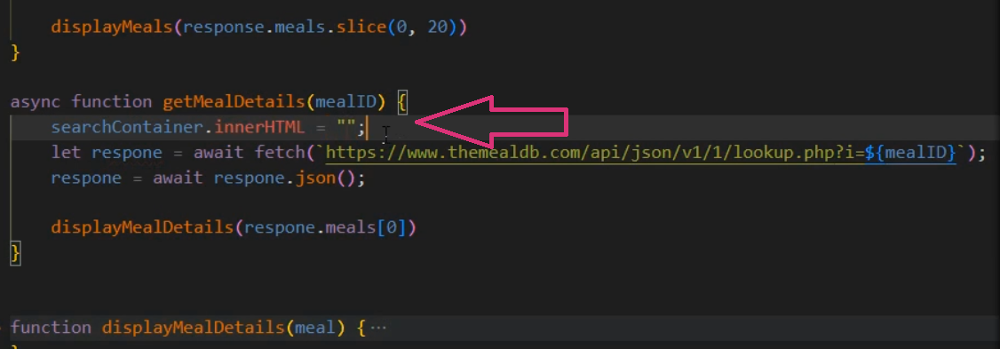 displayMeals(response.meals.slice(0, 20))
}
async function getMealDetails(mealID) {
searchContainer.innerHTML = "";
let respone = await fetch(`https://www.themealdb.com/api/json/v1/1/lookup.php?i=${mealID}`);
respone = await respone.json();
displayMealDetails(respone.meals[0])
}
function displayMealDetails(meal) {···
}